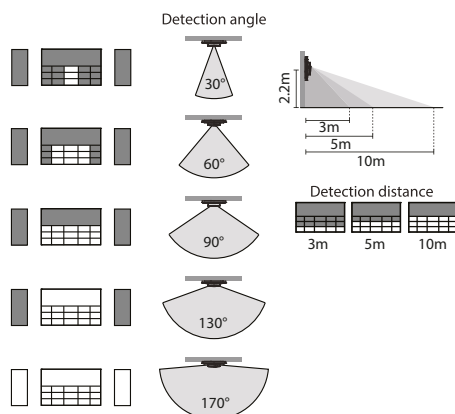 Detection angle
30°
60°
90°
130°
170°
2.2m
3m
5m
10m
Detection distance
3m 5m 10m